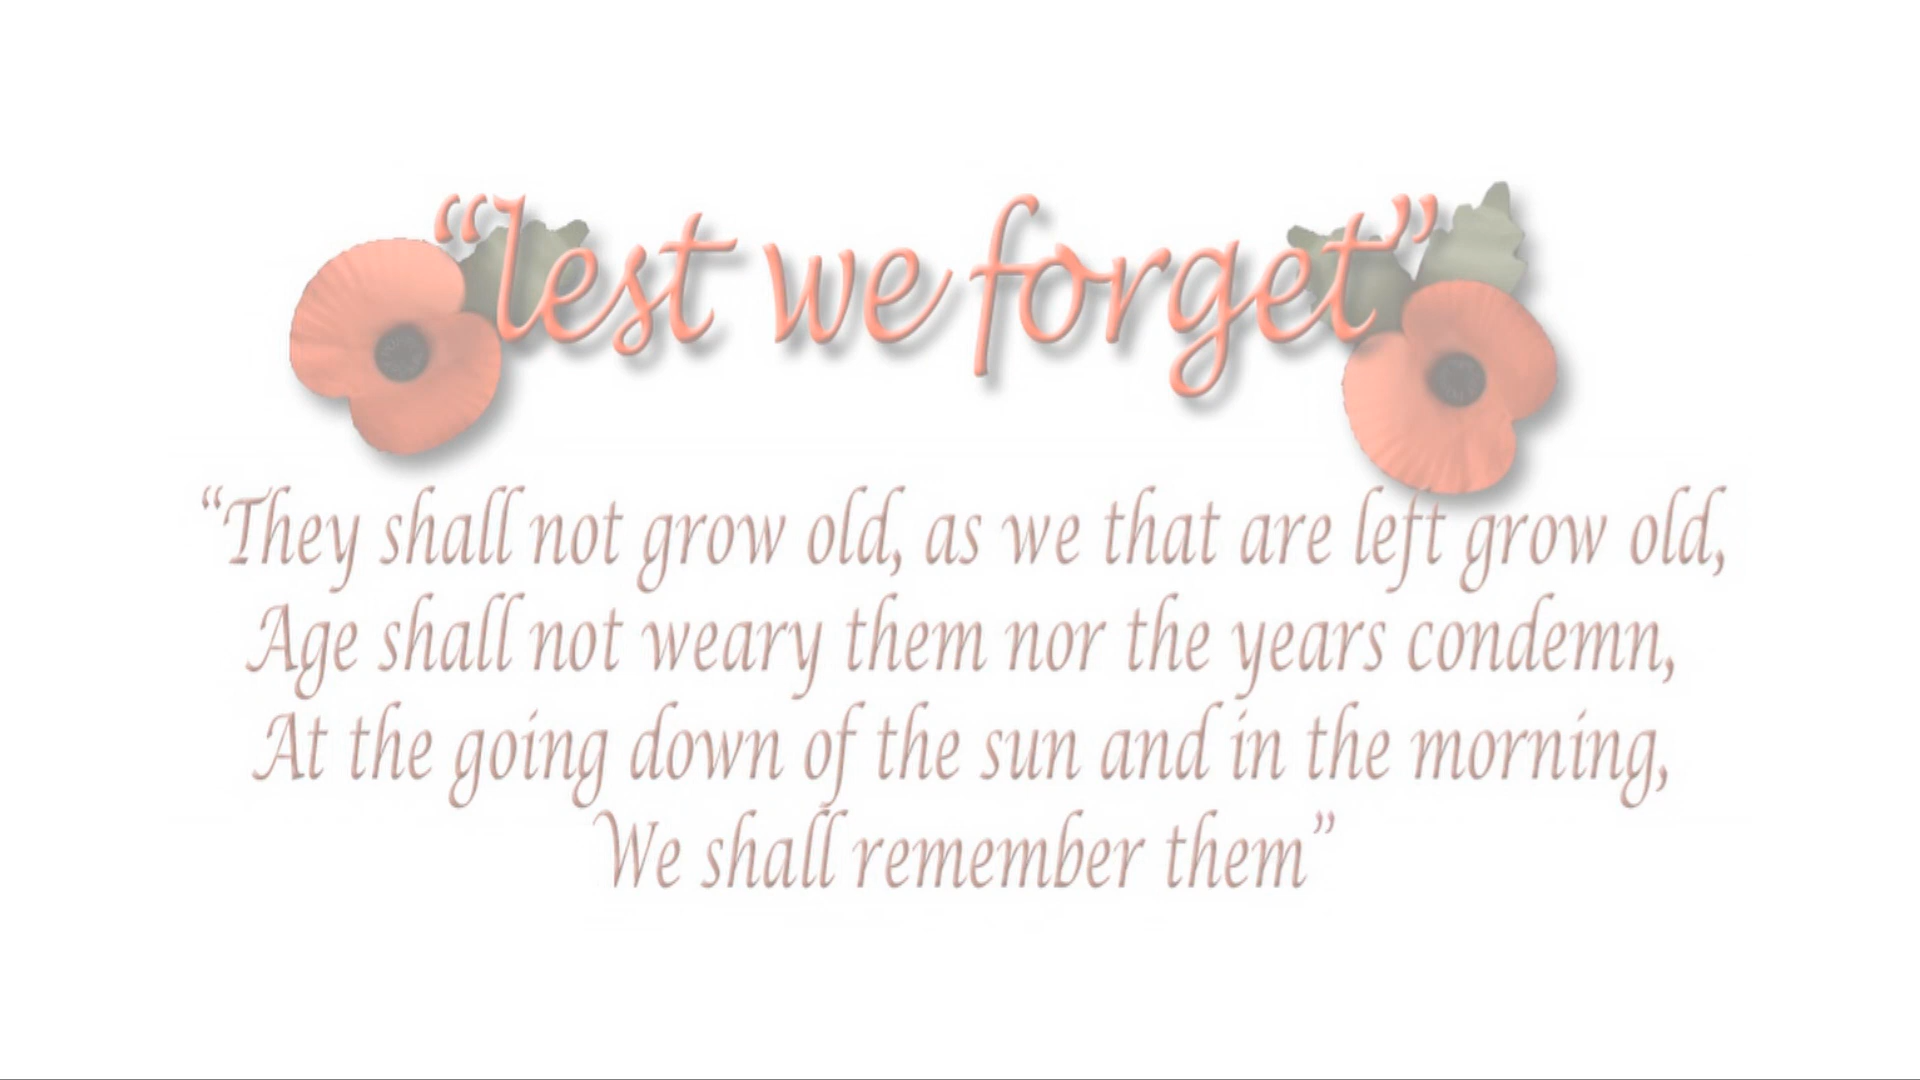 “lest we forget”
“They shall not grow old, as we that are left grow old,
Age shall not weary them nor the years condemn,
At the going down of the sun and in the morning,
We shall remember them”